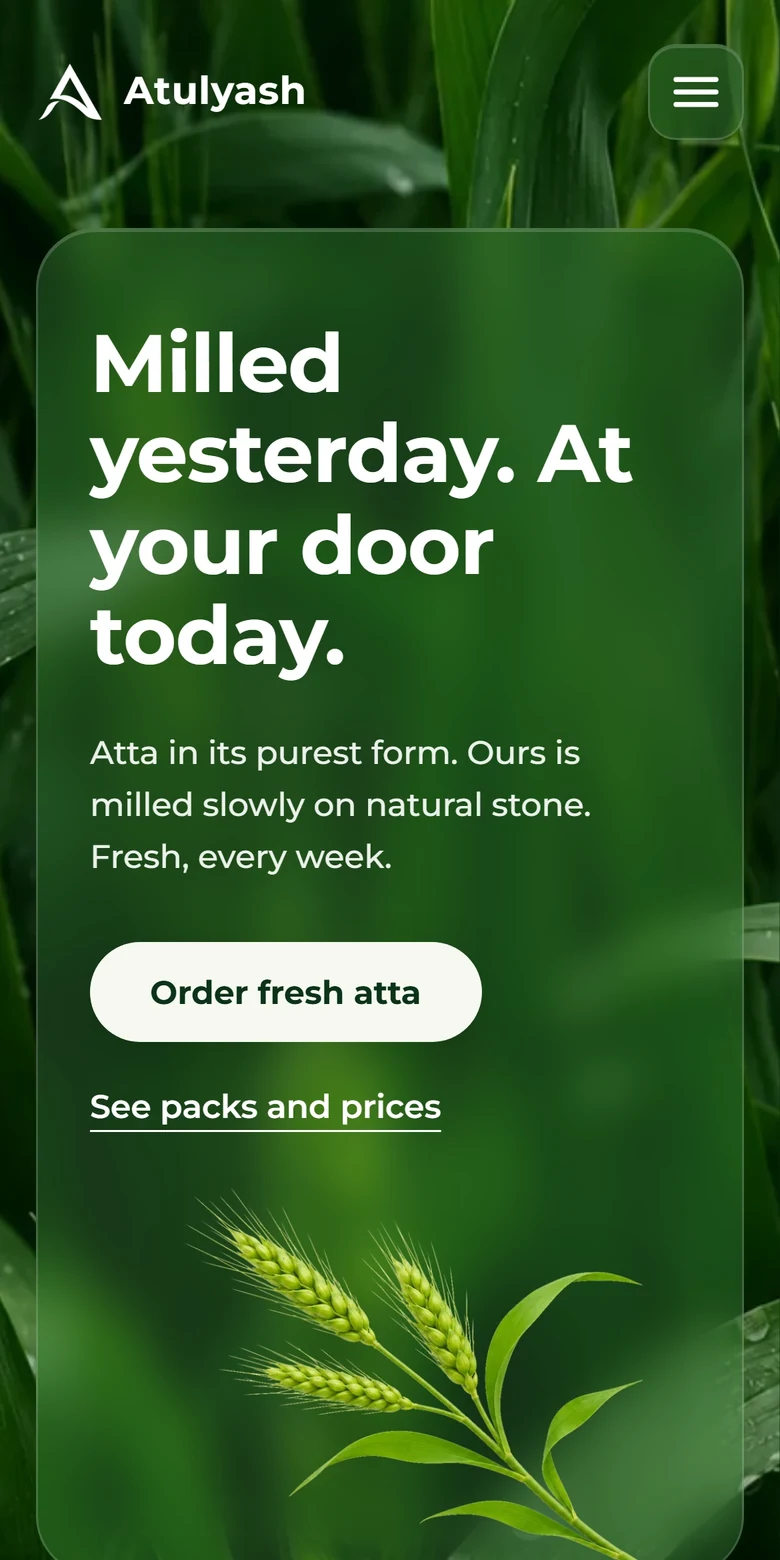 Atulyash
Milled
yesterday. At
your door
today.
Atta in its purest form. Ours is
milled slowly on natural stone.
Fresh, every week.
Order fresh atta
See packs and prices